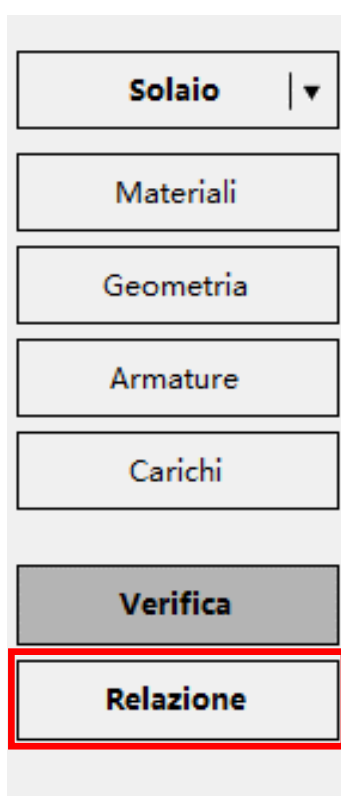 Solaio
Materiali
Geometria
Armature
Carichi
Verifica
Relazione